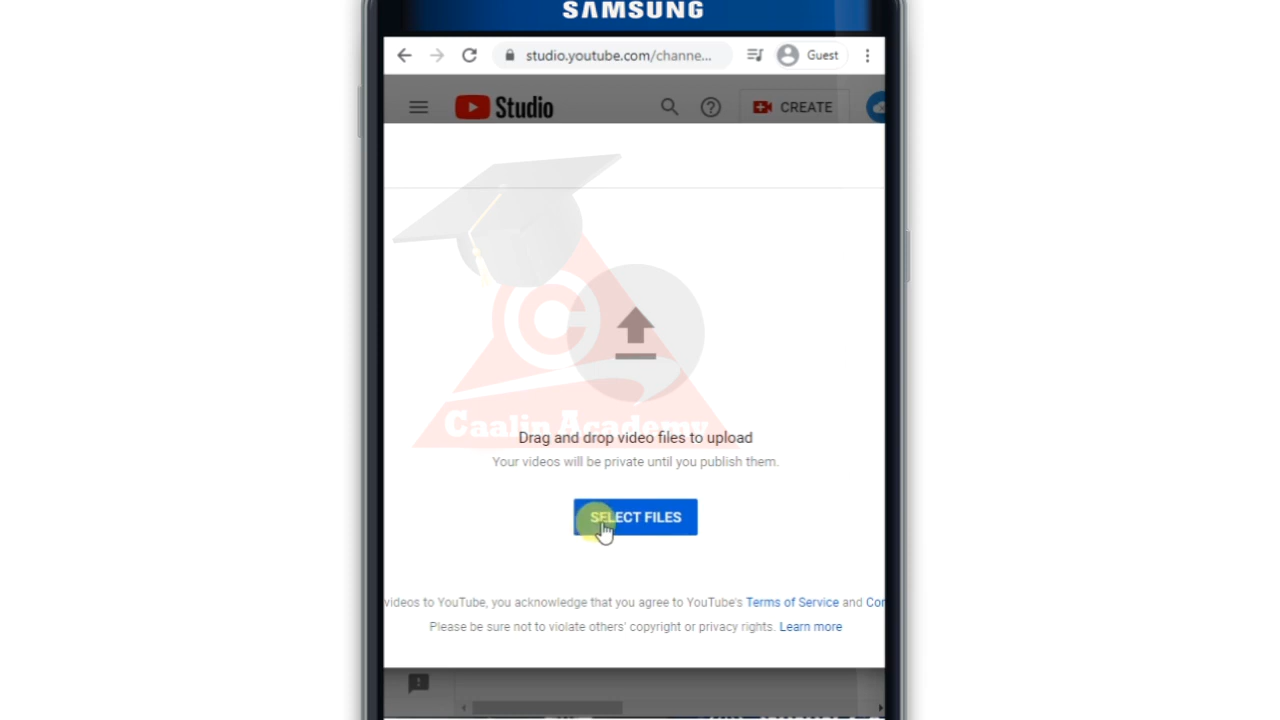 SAMSUNG
studio.youtube.com/channe...
Guest
Studio
CREATE
Caalin Academy
Drag and drop video files to upload
Your videos will be private until you publish them.
SELECT FILES
videos to YouTube, you acknowledge that you agree to YouTube's Terms of Service and
Please be sure not to violate others' copyright or privacy rights. Learn more